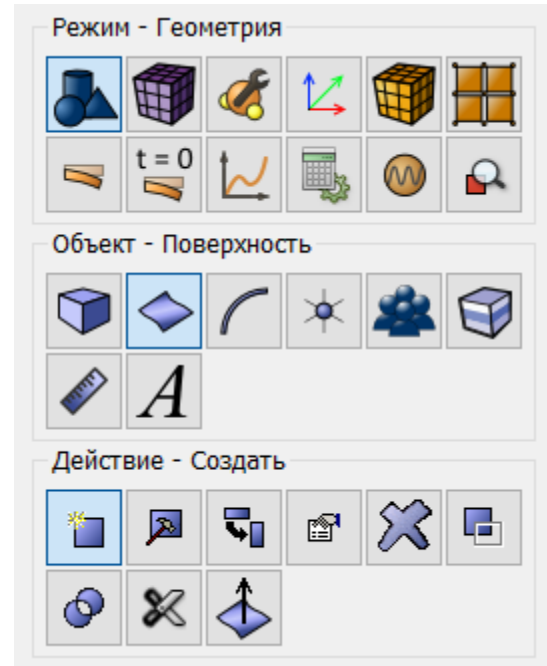 Режим - Геометрия
t = 0
Объект - Поверхность
A
Действие - Создать